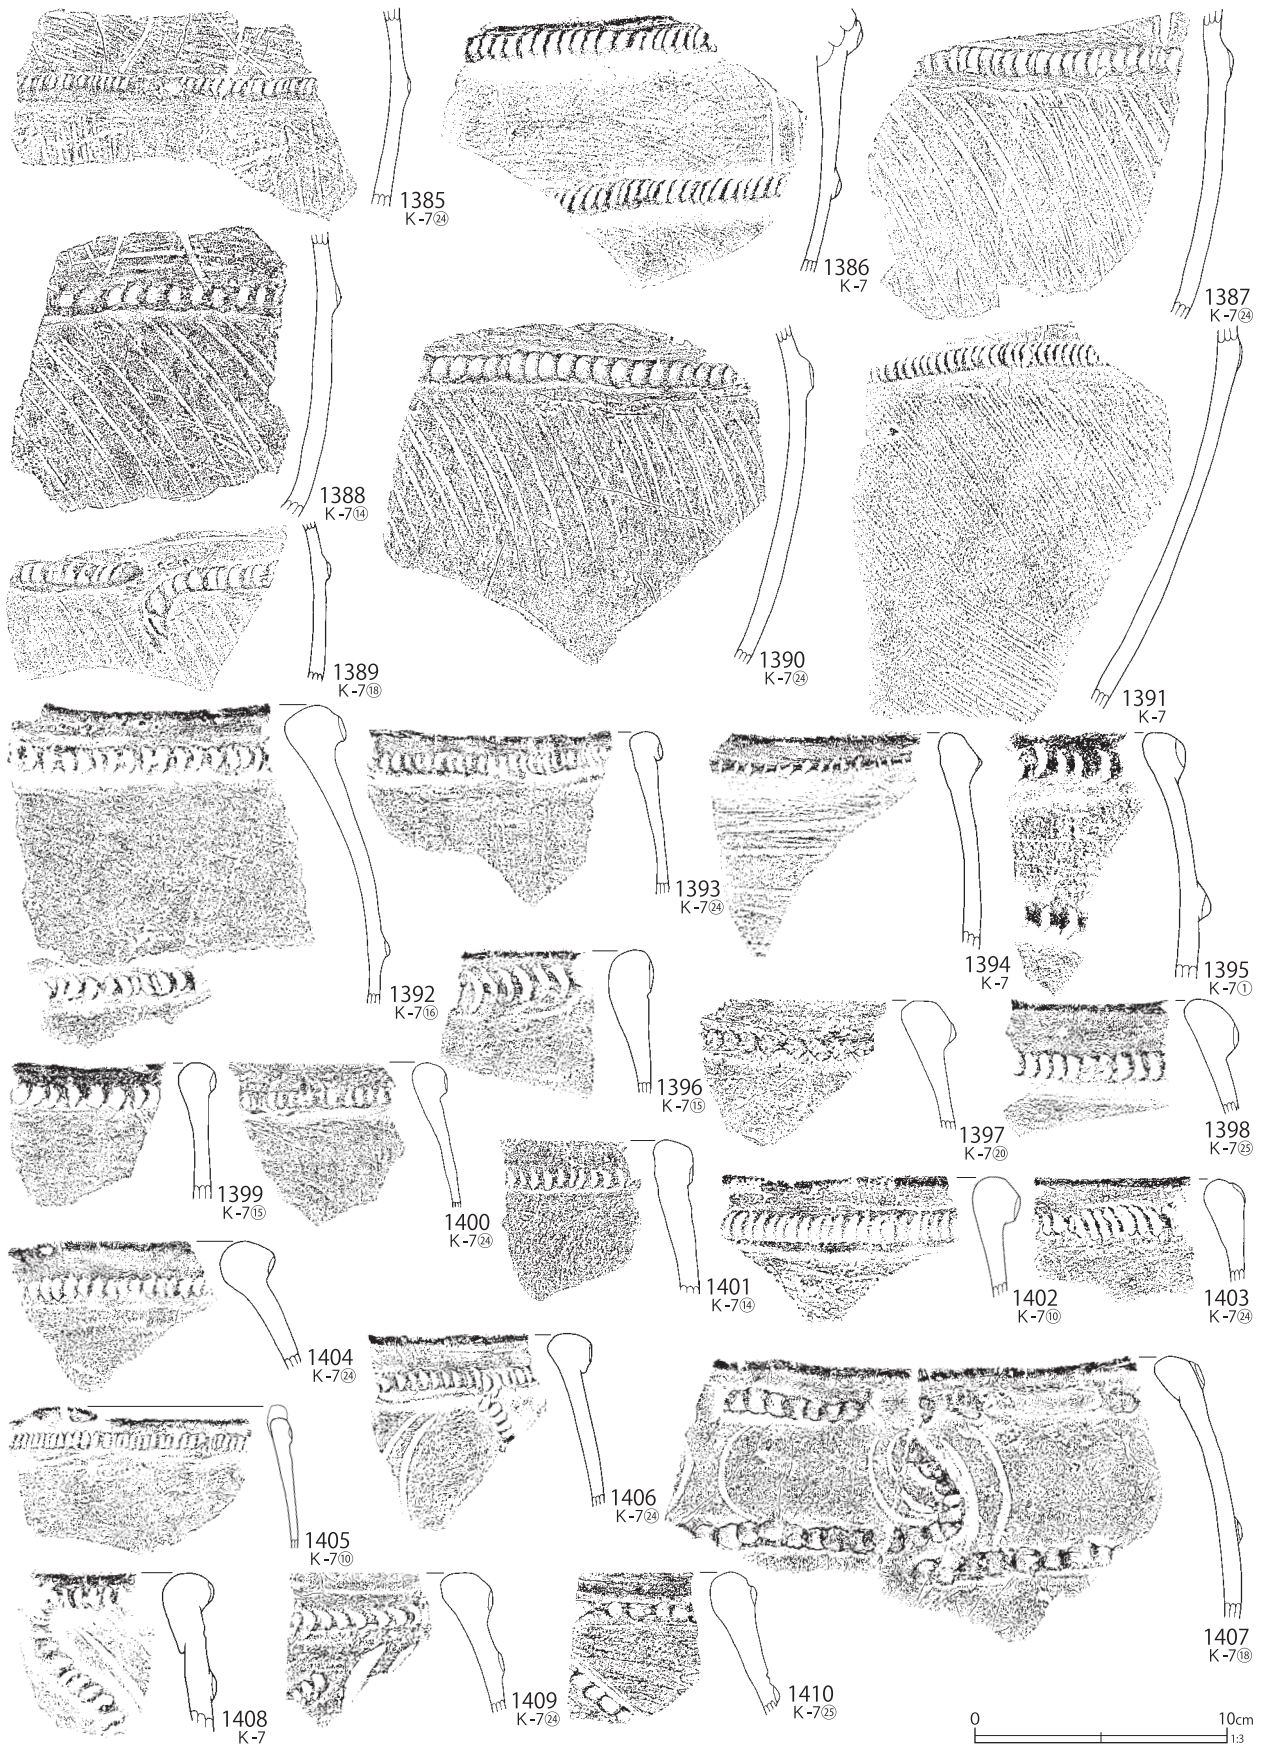 1385
K-7㉔
1386
K-7
1387
K-7㉔
1388
K-7⑭
1389
K-7⑱
1390
K-7㉔
1391
K-7
1392
K-7⑯
1393
K-7㉔
1394
K-7
1395
K-7①
1396
K-7⑮
1397
K-7⑳
1398
K-7㉕
1399
K-7⑮
1400
K-7㉔
1401
K-7⑭
1402
K-7⑩
1403
K-7㉔
1404
K-7㉔
1405
K-7⑩
1406
K-7㉔
1407
K-7⑱
1408
K-7
1409
K-7㉔
1410
K-7㉕
0 10cm
1:3